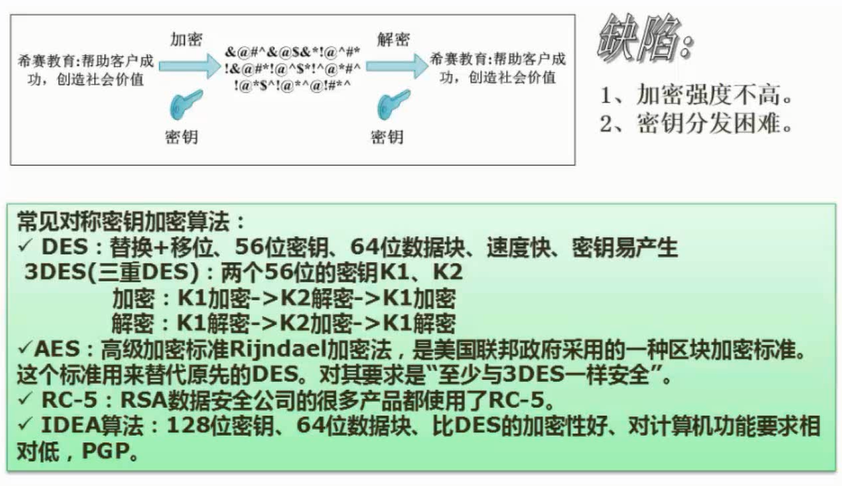 加密
解密
希赛教育:帮助客户成
功，创造社会价值
&@#^&@$&*!@^#*
!&@#*!@^$*!^@*#^
!@*$^!@*^@!#*^
希赛教育:帮助客户成
功，创造社会价值
密钥
密钥
缺陷:
1、加密强度不高。
2、密钥分发困难。
常见对称密钥加密算法：
✓ DES：替换+移位、56位密钥、64位数据块、速度快、密钥易产生
3DES(三重DES)：两个56位的密钥K1、K2
加密：K1加密->K2解密->K1加密
解密：K1解密->K2加密->K1解密
✓AES：高级加密标准Rijndael加密法，是美国联邦政府采用的一种区块加密标准。
这个标准用来替代原先的DES。对其要求是“至少与3DES一样安全”。
✓ RC-5：RSA数据安全公司的很多产品都使用了RC-5。
✓ IDEA算法：128位密钥、64位数据块、比DES的加密性好、对计算机功能要求相
对低，PGP。